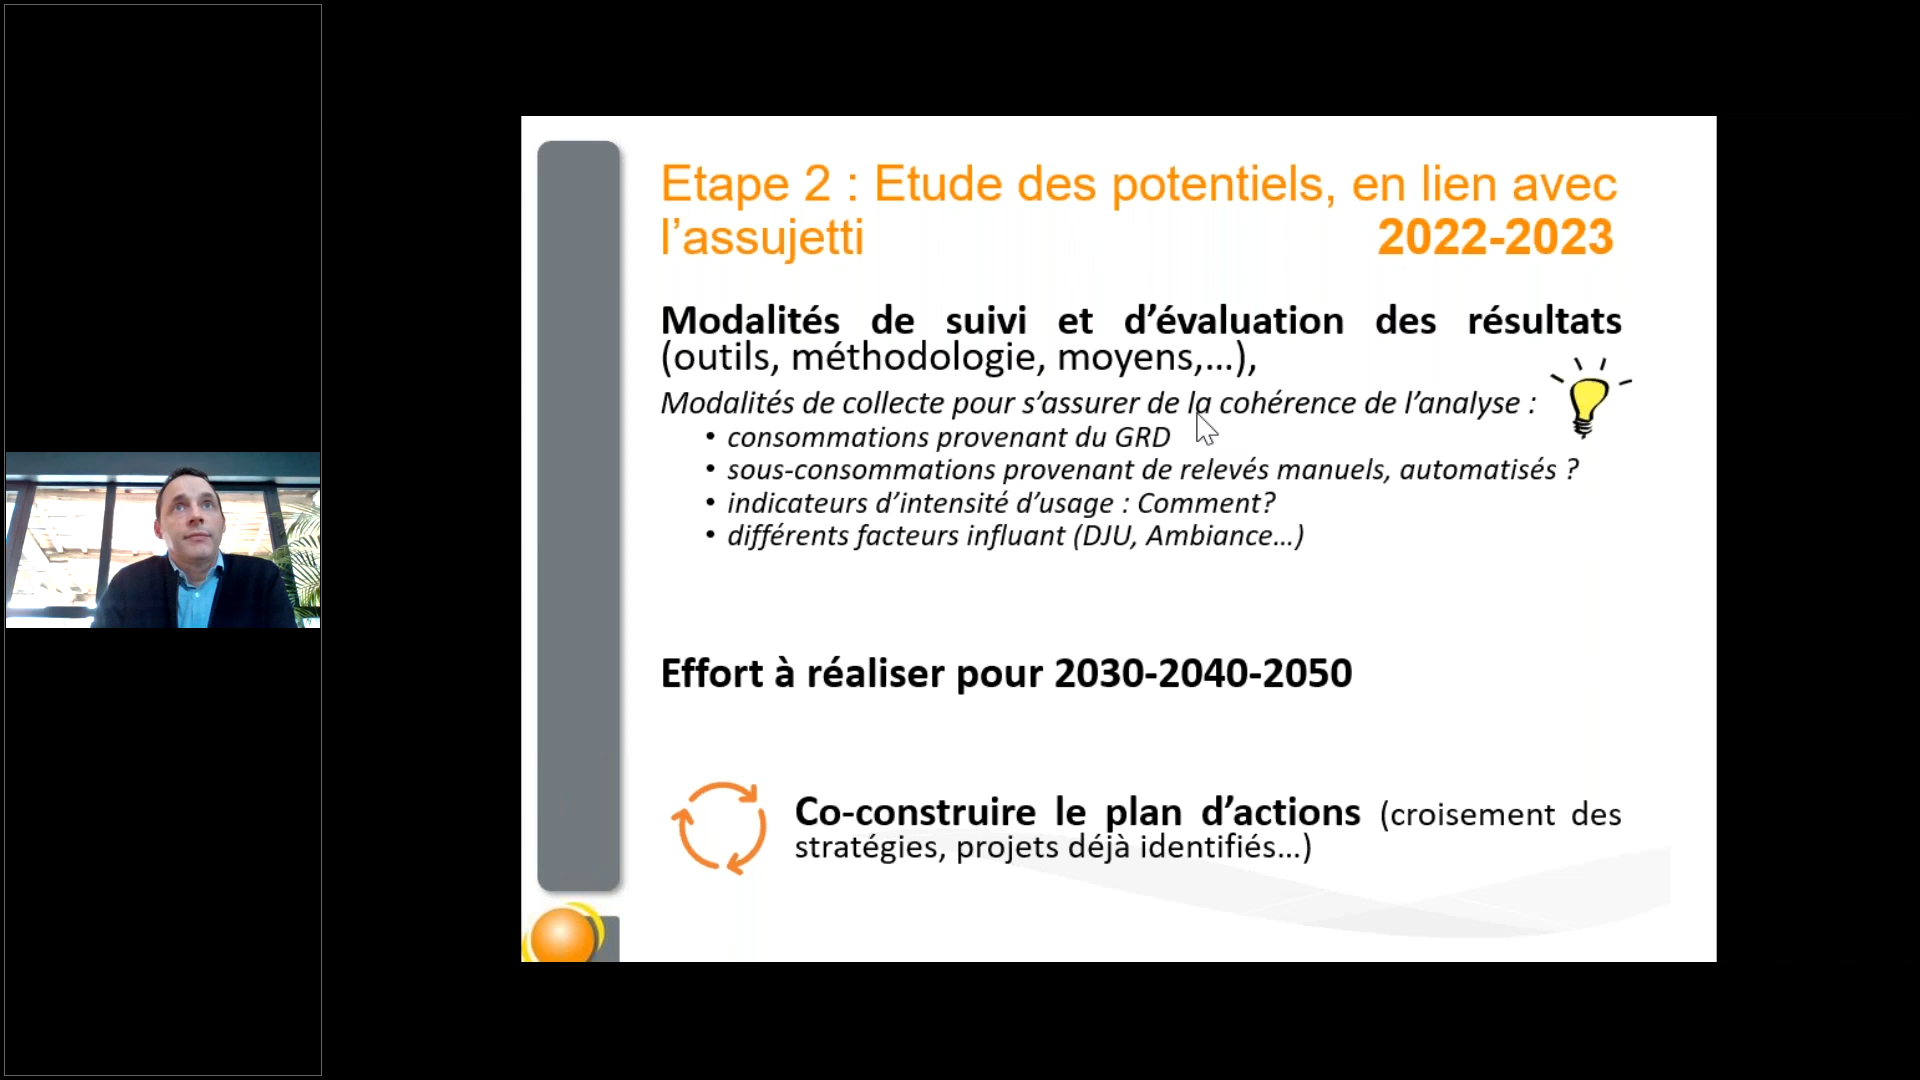 Etape 2 : Etude des potentiels, en lien avec
l’assujetti 2022-2023
Modalités de suivi et d’évaluation des résultats
(outils, méthodologie, moyens,...),
Modalités de collecte pour s’assurer de la cohérence de l’analyse :
• consommations provenant du GRD
• sous-consommations provenant de relevés manuels, automatisés ?
• indicateurs d’intensité d’usage : Comment?
• différents facteurs influant (DJU, Ambiance...)
Effort à réaliser pour 2030-2040-2050
Co-construire le plan d’actions (croisement des
stratégies, projets déjà identifiés...)